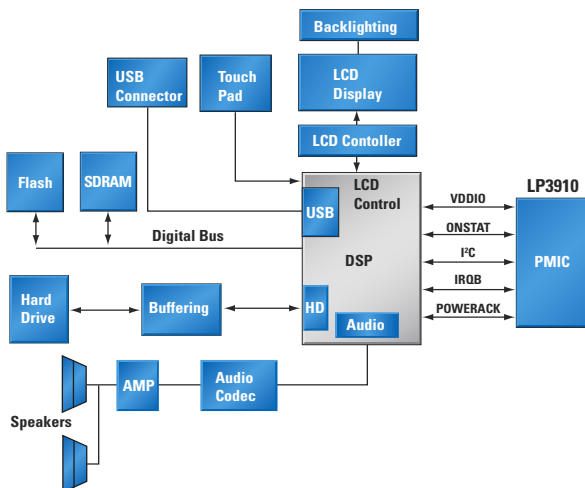 Backlighting
USB
Connector
Touch
Pad
LCD
Display
LCD Contoller
Flash
SDRAM
LCD
Control
LP3910
USB
VDDIO
ONSTAT
Digital Bus
DSP
I²C
PMIC
IRQB
Hard
Drive
Buffering
HD
POWERACK
Audio
AMP
Audio
Codec
Speakers